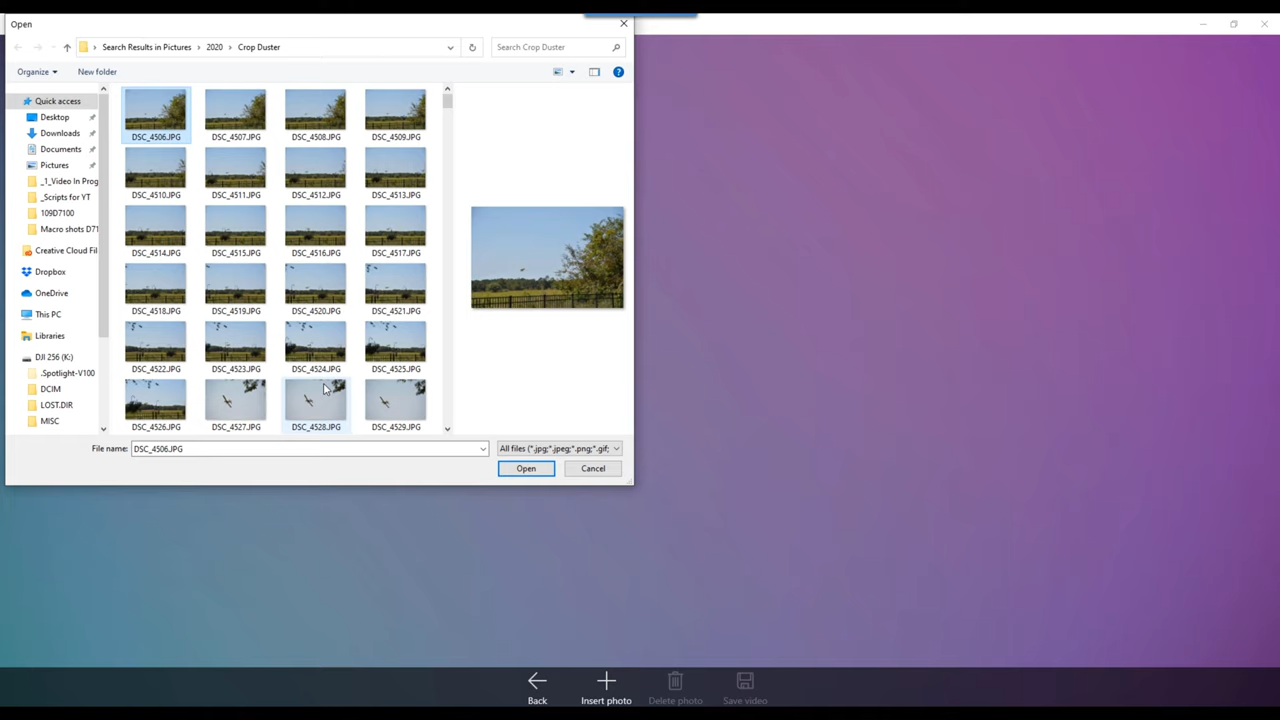 Open
Search Results in Pictures > 2020 > Crop Duster
Search Crop Duster
Organize
New folder
Quick access
Desktop
Downloads
Documents
Pictures
_1_Video In Prog
_Scripts for YT
109D7100
Macro shots D71
Creative Cloud Fil
Dropbox
OneDrive
This PC
Libraries
DJI 256 (K:)
.Spotlight-V100
DCIM
LOST.DIR
MISC
DSC_4506.JPG DSC_4507.JPG DSC_4508.JPG DSC_4509.JPG
DSC_4510.JPG DSC_4511.JPG DSC_4512.JPG DSC_4513.JPG
DSC_4514.JPG DSC_4515.JPG DSC_4516.JPG DSC_4517.JPG
DSC_4518.JPG DSC_4519.JPG DSC_4520.JPG DSC_4521.JPG
DSC_4522.JPG DSC_4523.JPG DSC_4524.JPG DSC_4525.JPG
DSC_4526.JPG DSC_4527.JPG DSC_4528.JPG DSC_4529.JPG
File name: DSC_4506.JPG
All files (*.jpg;*.jpeg;*.png;*.gif;
Open
Cancel
Back
Insert photo
Delete photo
Save video